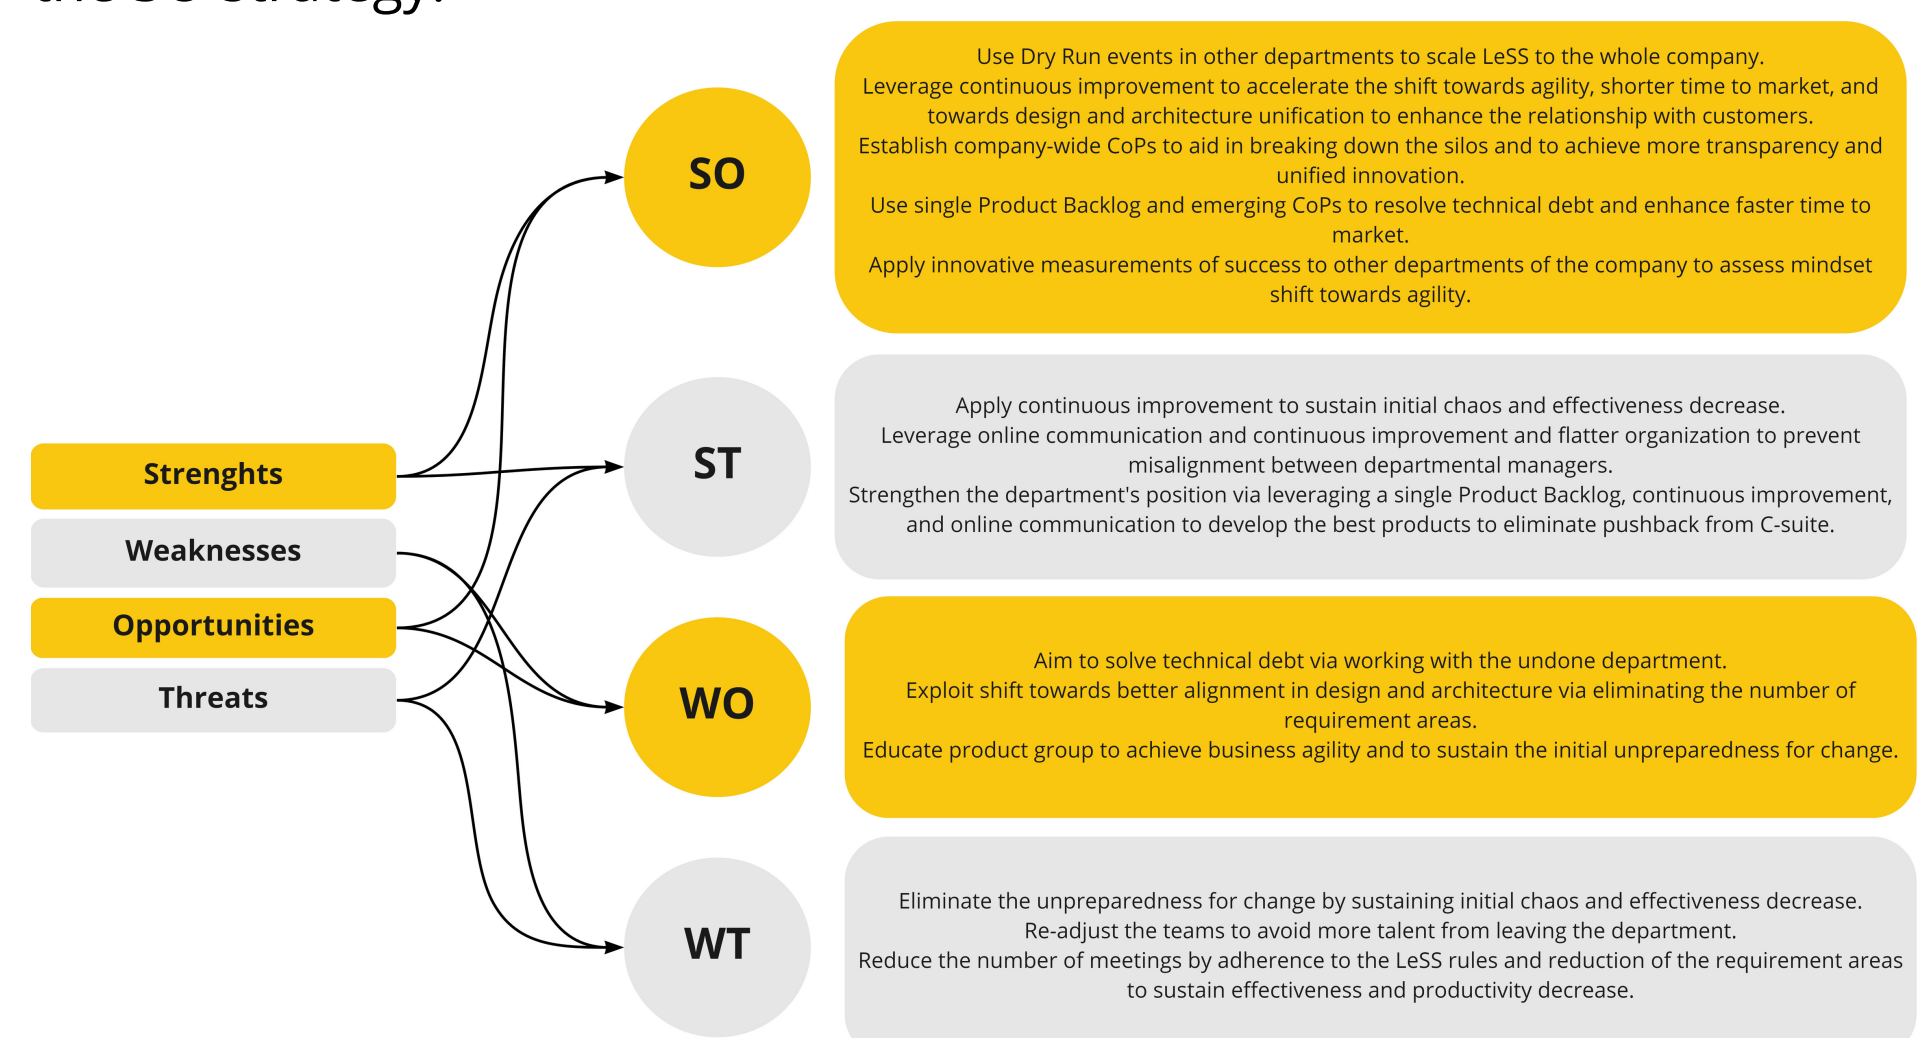 the SO strategy.
Strenghts
Weaknesses
Opportunities
Threats
SO
Use Dry Run events in other departments to scale LeSS to the whole company.
Leverage continuous improvement to accelerate the shift towards agility, shorter time to market, and
towards design and architecture unification to enhance the relationship with customers.
Establish company-wide CoPs to aid in breaking down the silos and to achieve more transparency and
unified innovation.
Use single Product Backlog and emerging CoPs to resolve technical debt and enhance faster time to
market.
Apply innovative measurements of success to other departments of the company to assess mindset
shift towards agility.
ST
Apply continuous improvement to sustain initial chaos and effectiveness decrease.
Leverage online communication and continuous improvement and flatter organization to prevent
misalignment between departmental managers.
Strengthen the department's position via leveraging a single Product Backlog, continuous improvement,
and online communication to develop the best products to eliminate pushback from C-suite.
WO
Aim to solve technical debt via working with the undone department.
Exploit shift towards better alignment in design and architecture via eliminating the number of
requirement areas.
Educate product group to achieve business agility and to sustain the initial unpreparedness for change.
WT
Eliminate the unpreparedness for change by sustaining initial chaos and effectiveness decrease.
Re-adjust the teams to avoid more talent from leaving the department.
Reduce the number of meetings by adherence to the LeSS rules and reduction of the requirement areas
to sustain effectiveness and productivity decrease.